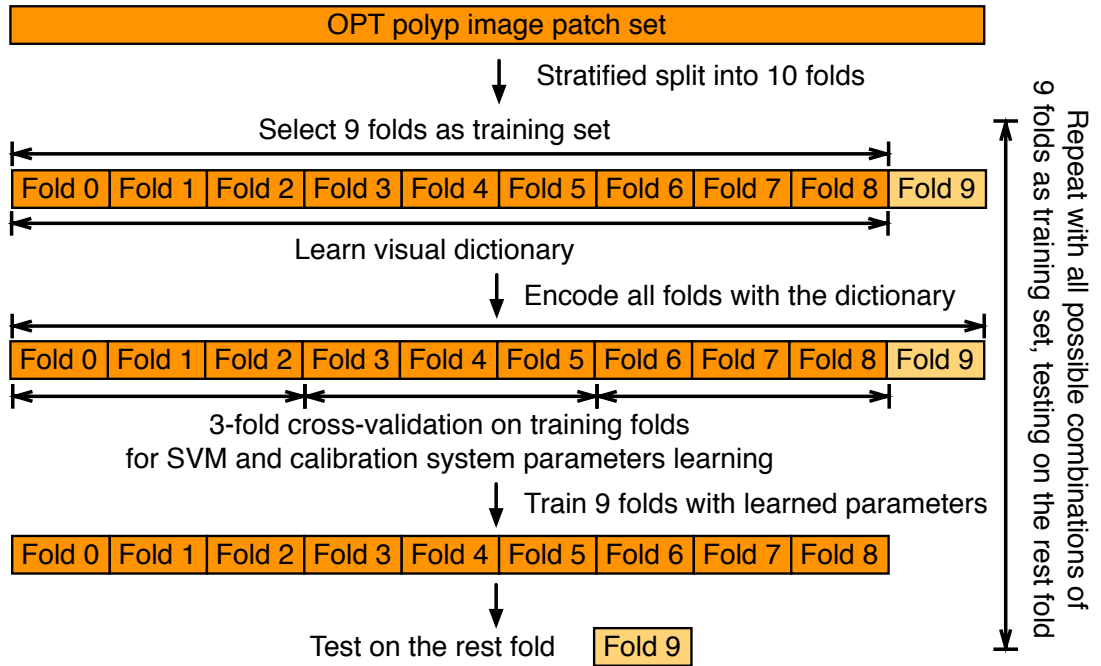 OPT polyp image patch set
Stratified split into 10 folds
Select 9 folds as training set
Fold 0 Fold 1 Fold 2 Fold 3 Fold 4 Fold 5 Fold 6 Fold 7 Fold 8 Fold 9
Learn visual dictionary
Encode all folds with the dictionary
Fold 0 Fold 1 Fold 2 Fold 3 Fold 4 Fold 5 Fold 6 Fold 7 Fold 8 Fold 9
3-fold cross-validation on training folds
for SVM and calibration system parameters learning
Train 9 folds with learned parameters
Fold 0 Fold 1 Fold 2 Fold 3 Fold 4 Fold 5 Fold 6 Fold 7 Fold 8
Test on the rest fold Fold 9
Repeat with all possible combinations of
9 folds as training set, testing on the rest fold